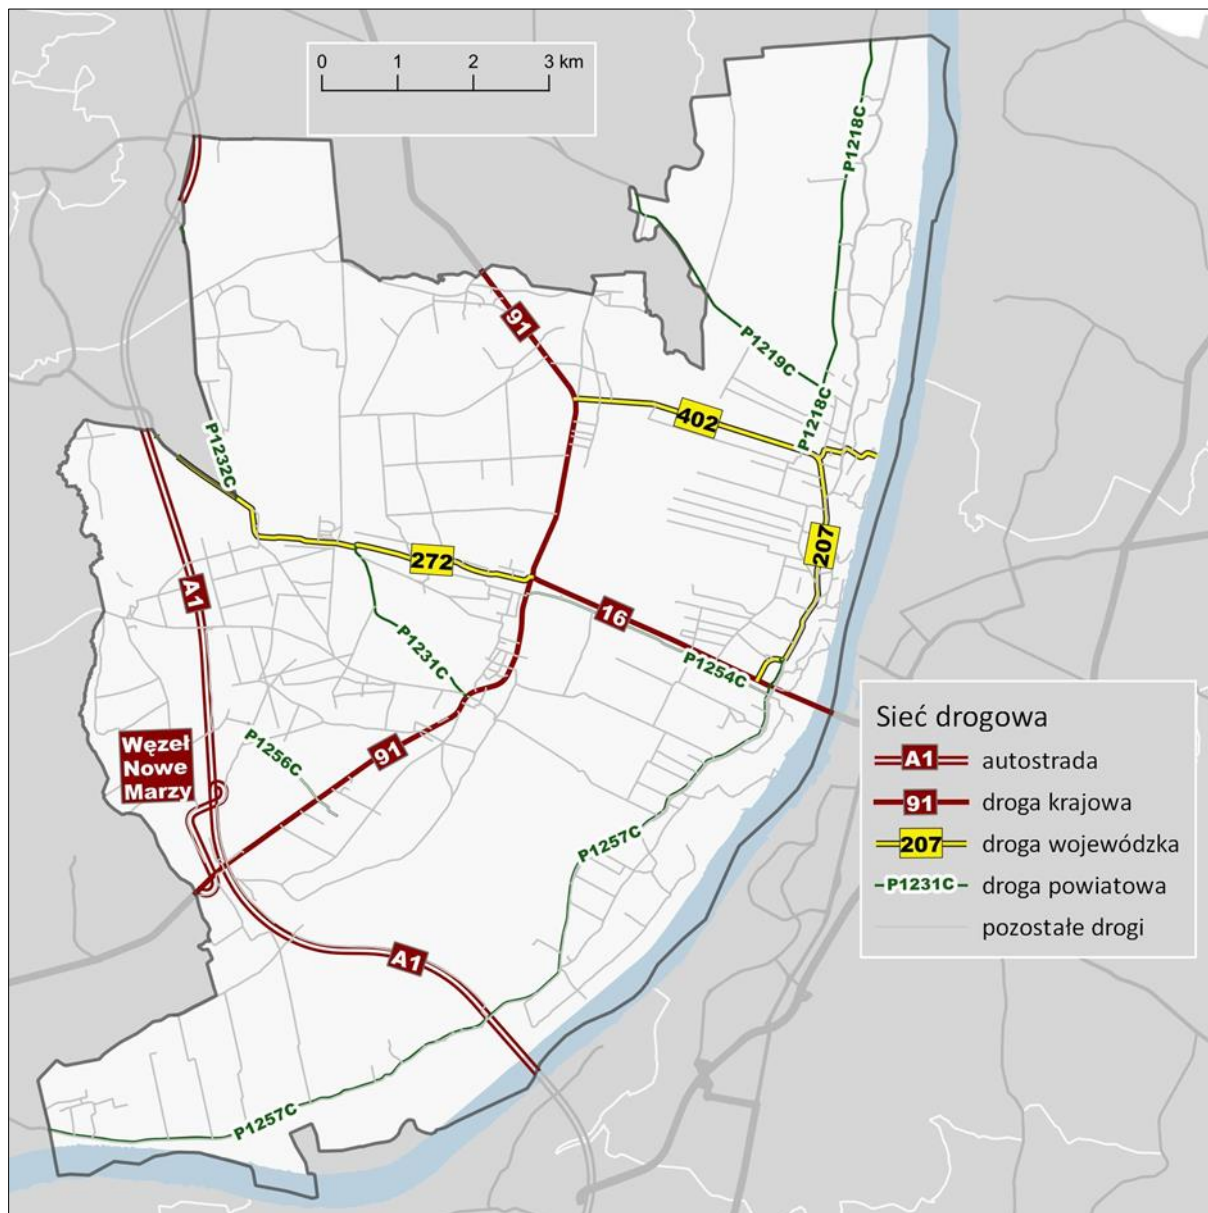 0 1 2 3 km
P1218C
91
P1219C
P1218C
402
P1232C
207
272
A1
16
P1231C
P1254C
Węzeł
Nowe
Marzy
P1256C
91
P1257C
A1
P1257C
Sieć drogowa
A1 autostrada
91 droga krajowa
207 droga wojewódzka
P1231C droga powiatowa
pozostałe drogi